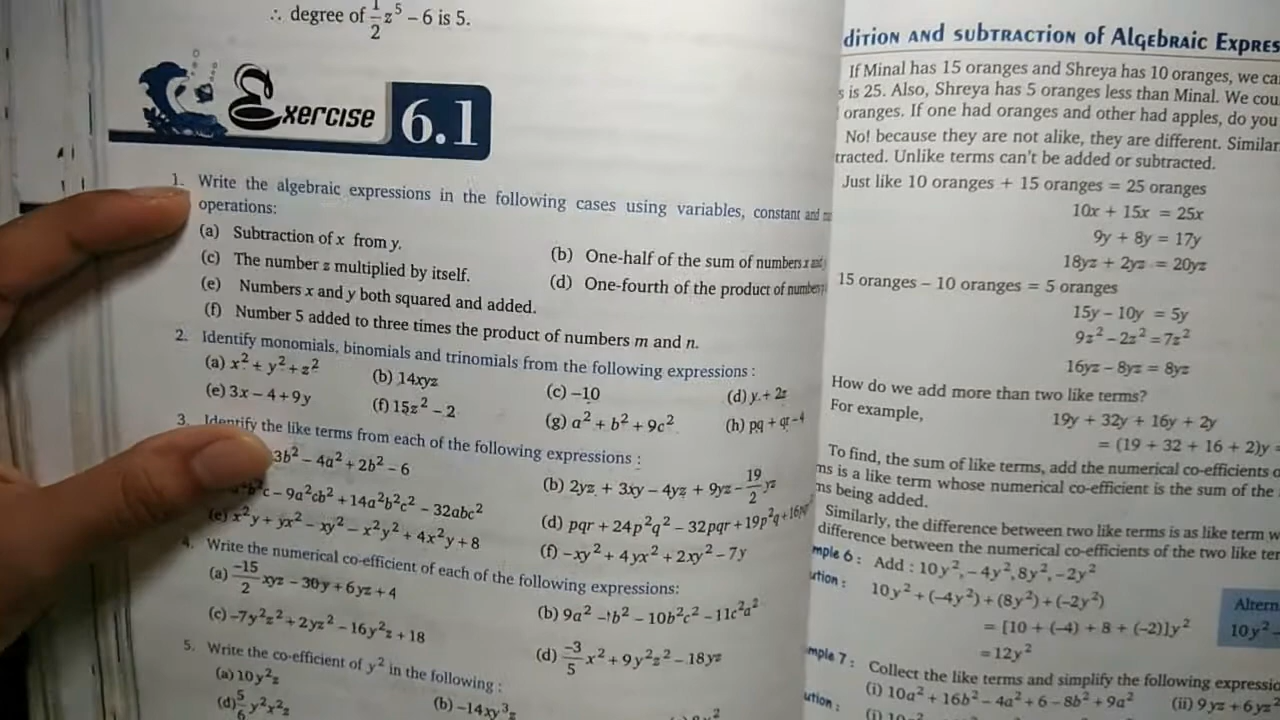 ∴ degree of 1/2 z⁵ – 6 is 5.
Exercise 6.1
1. Write the algebraic expressions in the following cases using variables, constant and
operations:
(a) Subtraction of x from y.
(b) One-half of the sum of numbers x and
(c) The number z multiplied by itself.
(d) One-fourth of the product of numbers
(e) Numbers x and y both squared and added.
(f) Number 5 added to three times the product of numbers m and n.
2. Identify monomials, binomials and trinomials from the following expressions :
(a) x² + y² + z² (b) 14xyz (c) –10 (d) y + 2z
(e) 3x – 4 + 9y (f) 15z² – 2 (g) a² + b² + 9c² (h) pq + qr – 4
3. Identify the like terms from each of the following expressions :
3b² – 4a² + 2b² – 6 (b) 2yz + 3xy – 4yz + 9yz – 19/2 yz
b²c – 9a²cb² + 14a²b²c² – 32abc² (d) pqr + 24p²q² – 32pqr + 19p²q +
(e) x²y + yx² – xy² – x²y² + 4x²y + 8 (f) –xy² + 4yx² + 2xy² – 7y
4. Write the numerical co-efficient of each of the following expressions:
(a) –15/2 xyz – 30y + 6yz + 4 (b) 9a² – b² – 10b²c² – 11c²a²
(c) –7y²z² + 2yz² – 16y²z + 18 (d) –3/5 x² + 9y²z² – 18yz
5. Write the co-efficient of y² in the following :
(a) 10y²z (b) –14xy³z
(d) 5/6 y²x²z
dition and subtraction of Algebraic Expres
If Minal has 15 oranges and Shreya has 10 oranges, we ca
s is 25. Also, Shreya has 5 oranges less than Minal. We cou
oranges. If one had oranges and other had apples, do you
No! because they are not alike, they are different. Similar
tracted. Unlike terms can't be added or subtracted.
Just like 10 oranges + 15 oranges = 25 oranges
10x + 15x = 25x
9y + 8y = 17y
18yz + 2yz = 20yz
15 oranges – 10 oranges = 5 oranges
15y – 10y = 5y
9z² – 2z² = 7z²
16yz – 8yz = 8yz
How do we add more than two like terms?
For example, 19y + 32y + 16y + 2y
= (19 + 32 + 16 + 2)y =
To find, the sum of like terms, add the numerical co-efficients o
ms is a like term whose numerical co-efficient is the sum of the
ms being added.
Similarly, the difference between two like terms is as like term w
difference between the numerical co-efficients of the two like ter
mple 6 : Add : 10y², –4y², 8y², –2y²
ution : 10y² + (–4y²) + (8y²) + (–2y²)
= [10 + (–4) + 8 + (–2)]y²
= 12y²
Altern
10y² –
mple 7 : Collect the like terms and simplify the following expressio
(i) 10a² + 16b² – 4a² + 6 – 8b² + 9a² (ii) 9yz + 6yz²
ution :